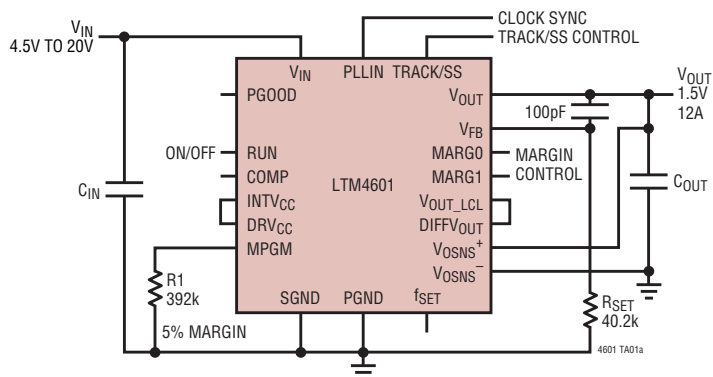 CLOCK SYNC
TRACK/SS CONTROL
VIN
4.5V TO 20V
VIN
PLLIN
TRACK/SS
PGOOD
VOUT
VOUT
1.5V
12A
100pF
VFB
ON/OFF
RUN
MARG0
MARGIN
CONTROL
COMP
LTM4601
MARG1
CIN
INTVCC
VOUT_LCL
COUT
DRVCC
DIFFVOUT
MPGM
VOSNS+
VOSNS–
R1
392k
SGND
PGND
fSET
RSET
40.2k
5% MARGIN
4601 TA01a